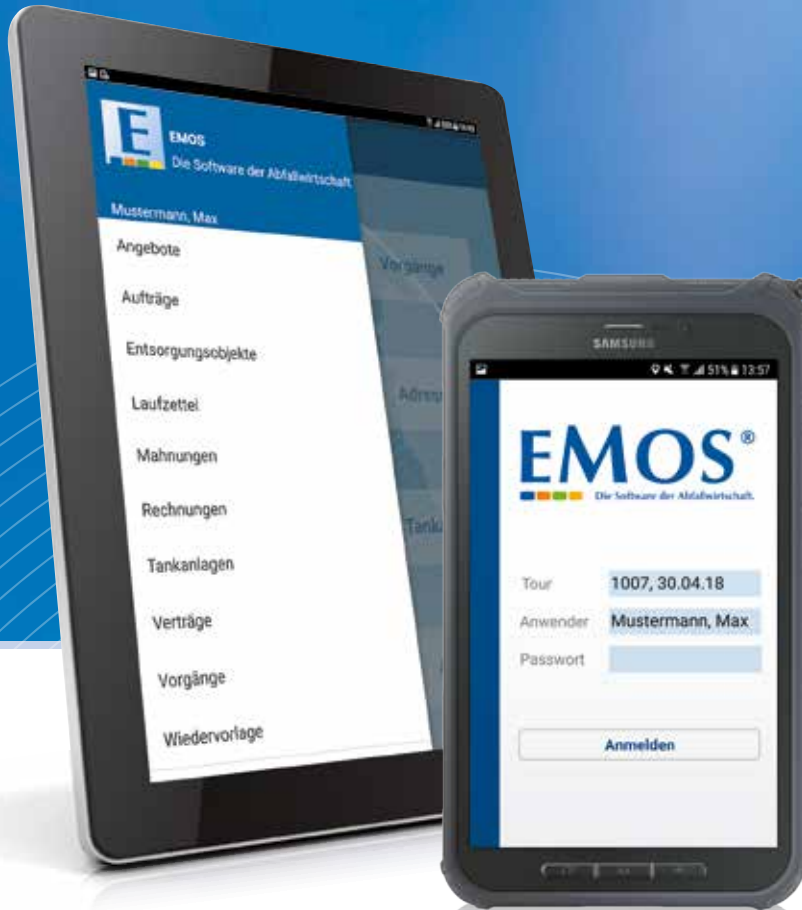 E
EMOS
Die Software der Abfallwirtschaft
Mustermann, Max
Angebote
Aufträge
Entsorgungsobjekte
Laufzettel
Mahnungen
Rechnungen
Tankanlagen
Verträge
Vorgänge
Wiedervorlage
Vorgänge
SAMSUNG
51% 13:57
EMOS®
Die Software der Abfallwirtschaft.
Tour 1007, 30.04.18
Anwender Mustermann, Max
Passwort
Anmelden